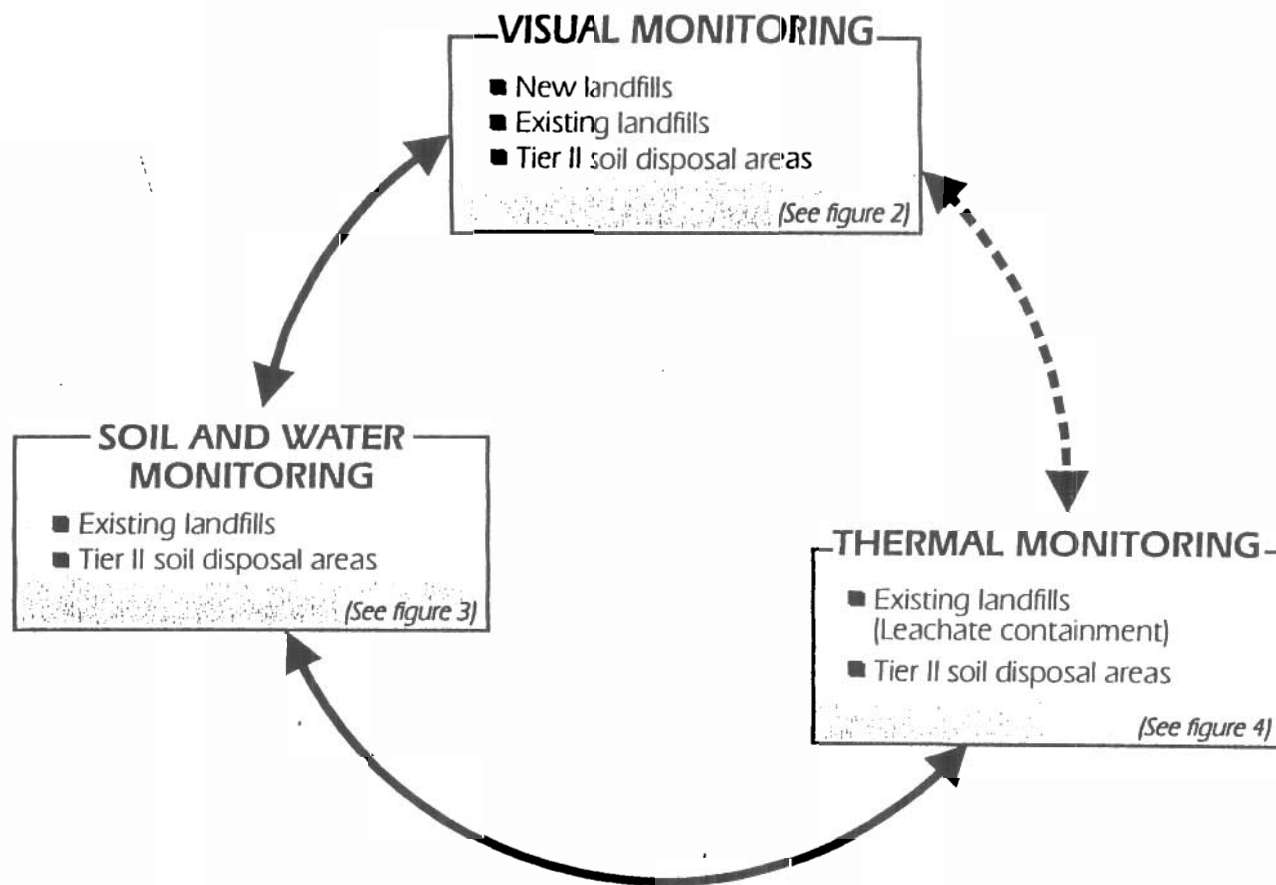 VISUAL MONITORING
■ New landfills
■ Existing landfills
■ Tier II soil disposal areas
(See figure 2)
SOIL AND WATER
MONITORING
■ Existing landfills
■ Tier II soil disposal areas
(See figure 3)
THERMAL MONITORING
■ Existing landfills
(Leachate containment)
■ Tier II soil disposal areas
(See figure 4)